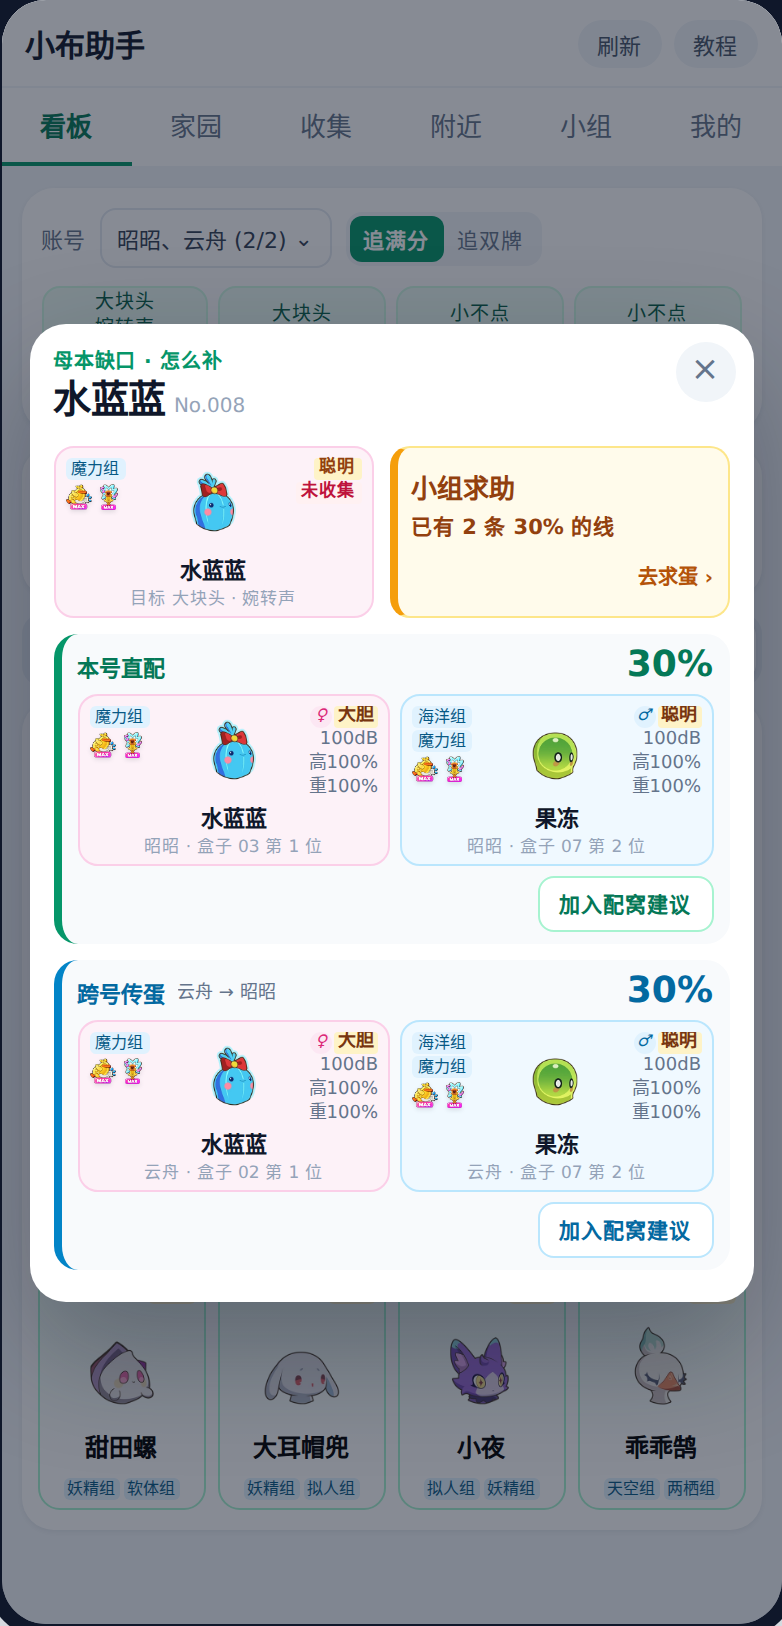 小布助手
刷新
教程
看板
家园
收集
附近
小组
我的
账号
昭昭、云舟 (2/2)
追满分
追双牌
大块头
大块头
小不点
小不点
母本缺口 · 怎么补
水蓝蓝 No.008
魔力组
聪明
未收集
MAX MAX
水蓝蓝
目标 大块头 · 婉转声
小组求助
已有 2 条 30% 的线
去求蛋 ›
本号直配
30%
魔力组
♀ 大胆
100dB
高100%
重100%
MAX MAX
水蓝蓝
昭昭 · 盒子 03 第 1 位
海洋组
魔力组
♂ 聪明
100dB
高100%
重100%
MAX MAX
果冻
昭昭 · 盒子 07 第 2 位
加入配窝建议
跨号传蛋 云舟 → 昭昭
30%
魔力组
♀ 大胆
100dB
高100%
重100%
MAX MAX
水蓝蓝
云舟 · 盒子 02 第 1 位
海洋组
魔力组
♂ 聪明
100dB
高100%
重100%
MAX MAX
果冻
云舟 · 盒子 07 第 2 位
加入配窝建议
甜田螺
妖精组 软体组
大耳帽兜
妖精组 拟人组
小夜
拟人组 妖精组
乖乖鹄
天空组 两栖组